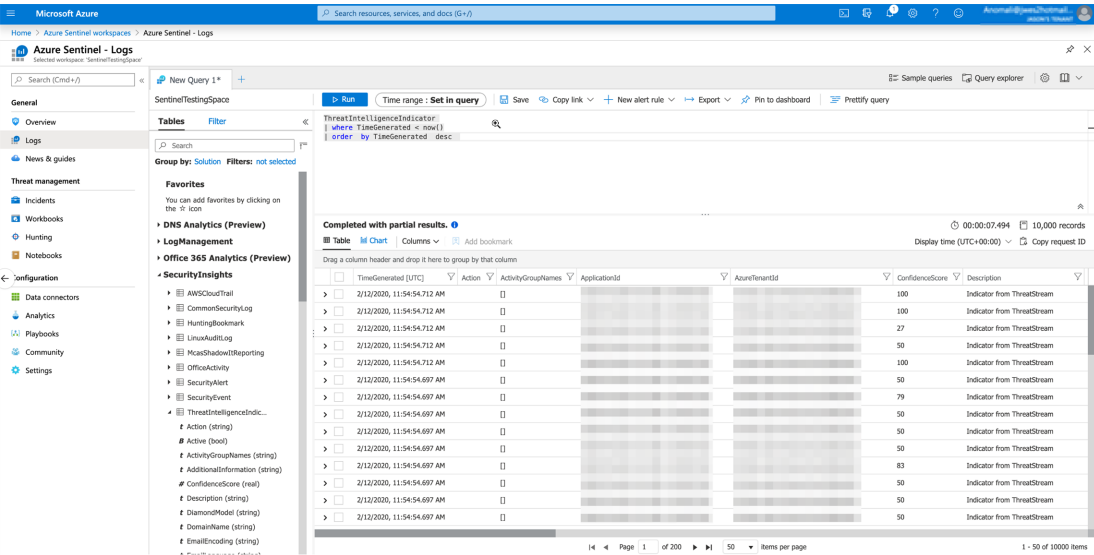 Microsoft Azure
Search resources, services, and docs (G+/)
1
JASON'S TENANT
Home > Azure Sentinel workspaces > Azure Sentinel - Logs
Azure Sentinel - Logs
Selected workspace: 'SentinelTestingSpace'
Search (Cmd+/)
«
General
Overview
Logs
News & guides
Threat management
Incidents
Workbooks
Hunting
Notebooks
Configuration
Data connectors
Analytics
Playbooks
Community
Settings
New Query 1*
+
Sample queries
Query explorer
SentinelTestingSpace
Run
Time range : Set in query
Save
Copy link
New alert rule
Export
Pin to dashboard
Prettify query
Tables
Filter
«
Search
Group by: Solution Filters: not selected
Favorites
You can add favorites by clicking on
the ☆ icon
DNS Analytics (Preview)
LogManagement
Office 365 Analytics (Preview)
SecurityInsights
AWSCloudTrail
CommonSecurityLog
HuntingBookmark
LinuxAuditLog
McasShadowItReporting
OfficeActivity
SecurityAlert
SecurityEvent
ThreatIntelligenceIndic...
t Action (string)
B Active (bool)
t ActivityGroupNames (string)
t AdditionalInformation (string)
# ConfidenceScore (real)
t Description (string)
t DiamondModel (string)
t DomainName (string)
t EmailEncoding (string)
ThreatIntelligenceIndicator
| where TimeGenerated < now()
| order by TimeGenerated desc
Completed with partial results.
00:00:07.494
10,000 records
Table
Chart
Columns
Add bookmark
Display time (UTC+00:00)
Copy request ID
Drag a column header and drop it here to group by that column
TimeGenerated [UTC] Action ActivityGroupNames ApplicationId AzureTenantId ConfidenceScore Description
2/12/2020, 11:54:54.712 AM [] 100 Indicator from ThreatStream
2/12/2020, 11:54:54.712 AM [] 100 Indicator from ThreatStream
2/12/2020, 11:54:54.712 AM [] 27 Indicator from ThreatStream
2/12/2020, 11:54:54.712 AM [] 50 Indicator from ThreatStream
2/12/2020, 11:54:54.712 AM [] 100 Indicator from ThreatStream
2/12/2020, 11:54:54.697 AM [] 50 Indicator from ThreatStream
2/12/2020, 11:54:54.697 AM [] 79 Indicator from ThreatStream
2/12/2020, 11:54:54.697 AM [] 50 Indicator from ThreatStream
2/12/2020, 11:54:54.697 AM [] 50 Indicator from ThreatStream
2/12/2020, 11:54:54.697 AM [] 83 Indicator from ThreatStream
2/12/2020, 11:54:54.697 AM [] 50 Indicator from ThreatStream
2/12/2020, 11:54:54.697 AM [] 50 Indicator from ThreatStream
2/12/2020, 11:54:54.697 AM [] 50 Indicator from ThreatStream
2/12/2020, 11:54:54.697 AM [] 50 Indicator from ThreatStream
Page 1 of 200
50 items per page
1 - 50 of 10000 items